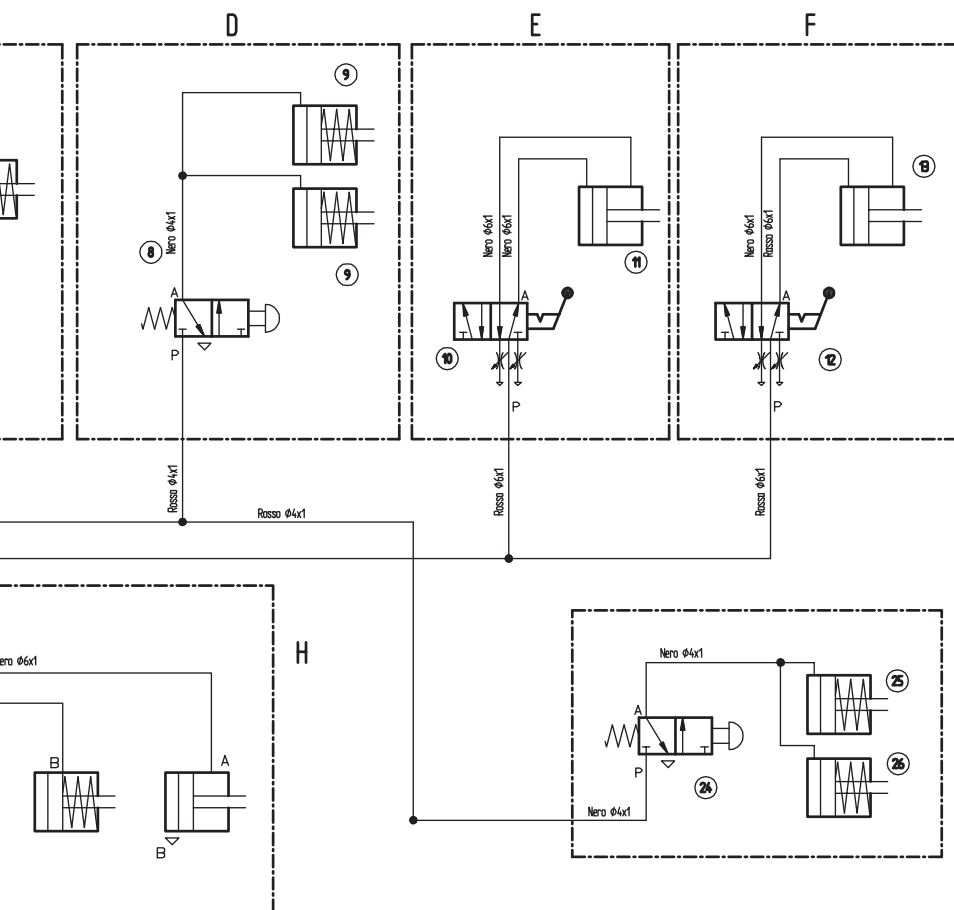 D
E
F
9
9
8
Nero Φ4x1
A
P
Nero Φ6x1
Nero Φ6x1
11
A
10
P
13
Nero Φ6x1
Rosso Φ6x1
A
12
P
Rosso Φ4x1
Rosso Φ4x1
Rosso Φ6x1
Rosso Φ6x1
H
ero Φ6x1
B
A
B
Nero Φ4x1
25
A
P
24
26
Nero Φ4x1